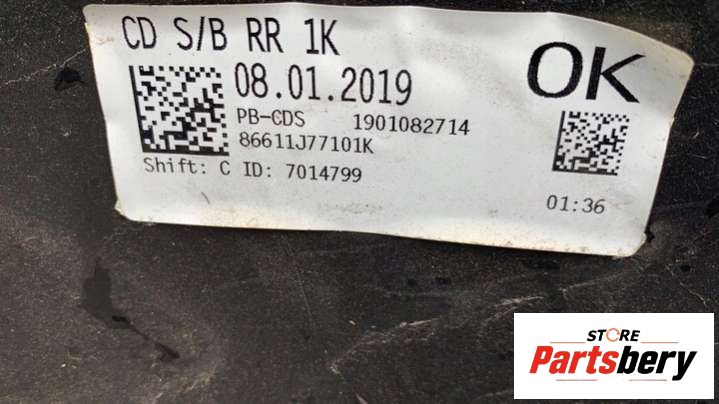 CD S/B RR 1K
OK
08.01.2019
PB-CDS 1901082714
86611J77101K
Shift: C ID: 7014799
01:36
STORE
Partsbery